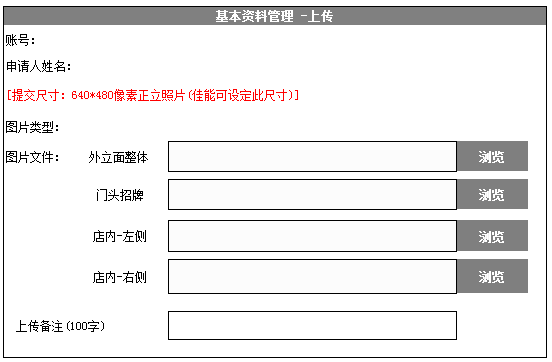 基本资料管理 -上传
账号：
申请人姓名：
[提交尺寸：640*480像素正立照片(佳能可设定此尺寸)]
图片类型：
图片文件： 外立面整体 浏览
门头招牌 浏览
店内-左侧 浏览
店内-右侧 浏览
上传备注(100字)